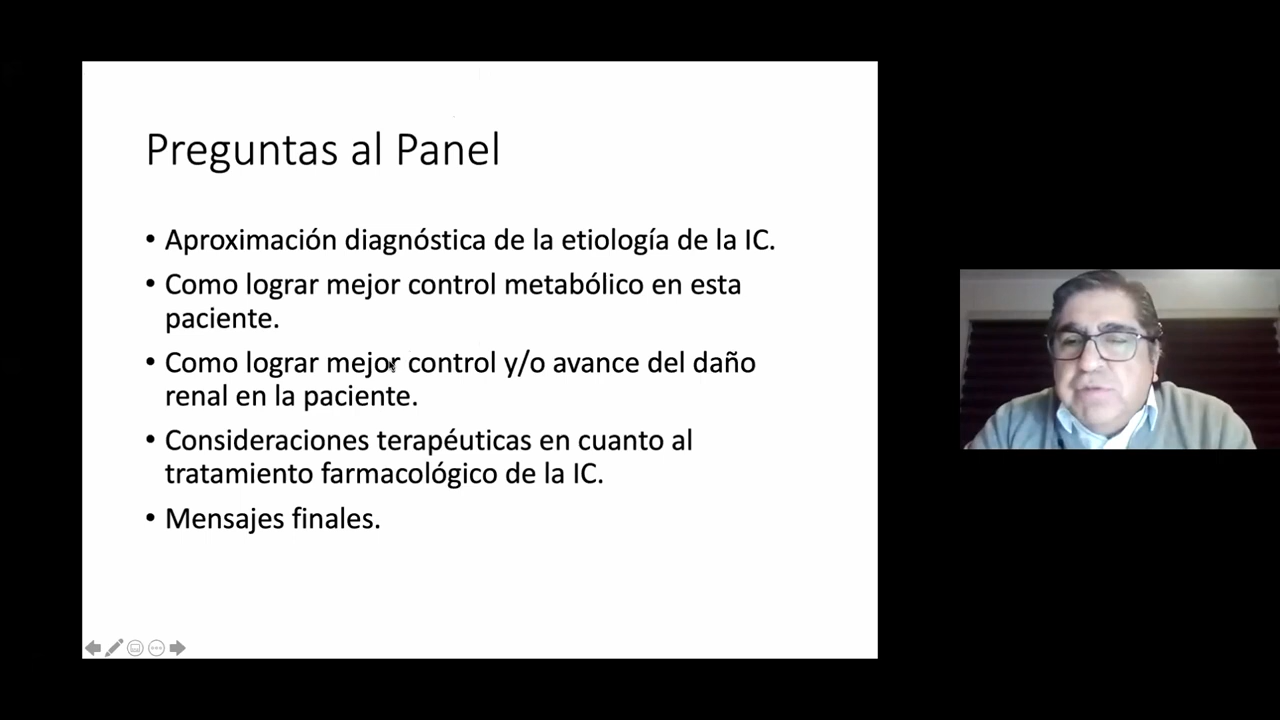 Preguntas al Panel
• Aproximación diagnóstica de la etiología de la IC.
• Como lograr mejor control metabólico en esta
paciente.
• Como lograr mejor control y/o avance del daño
renal en la paciente.
• Consideraciones terapéuticas en cuanto al
tratamiento farmacológico de la IC.
• Mensajes finales.